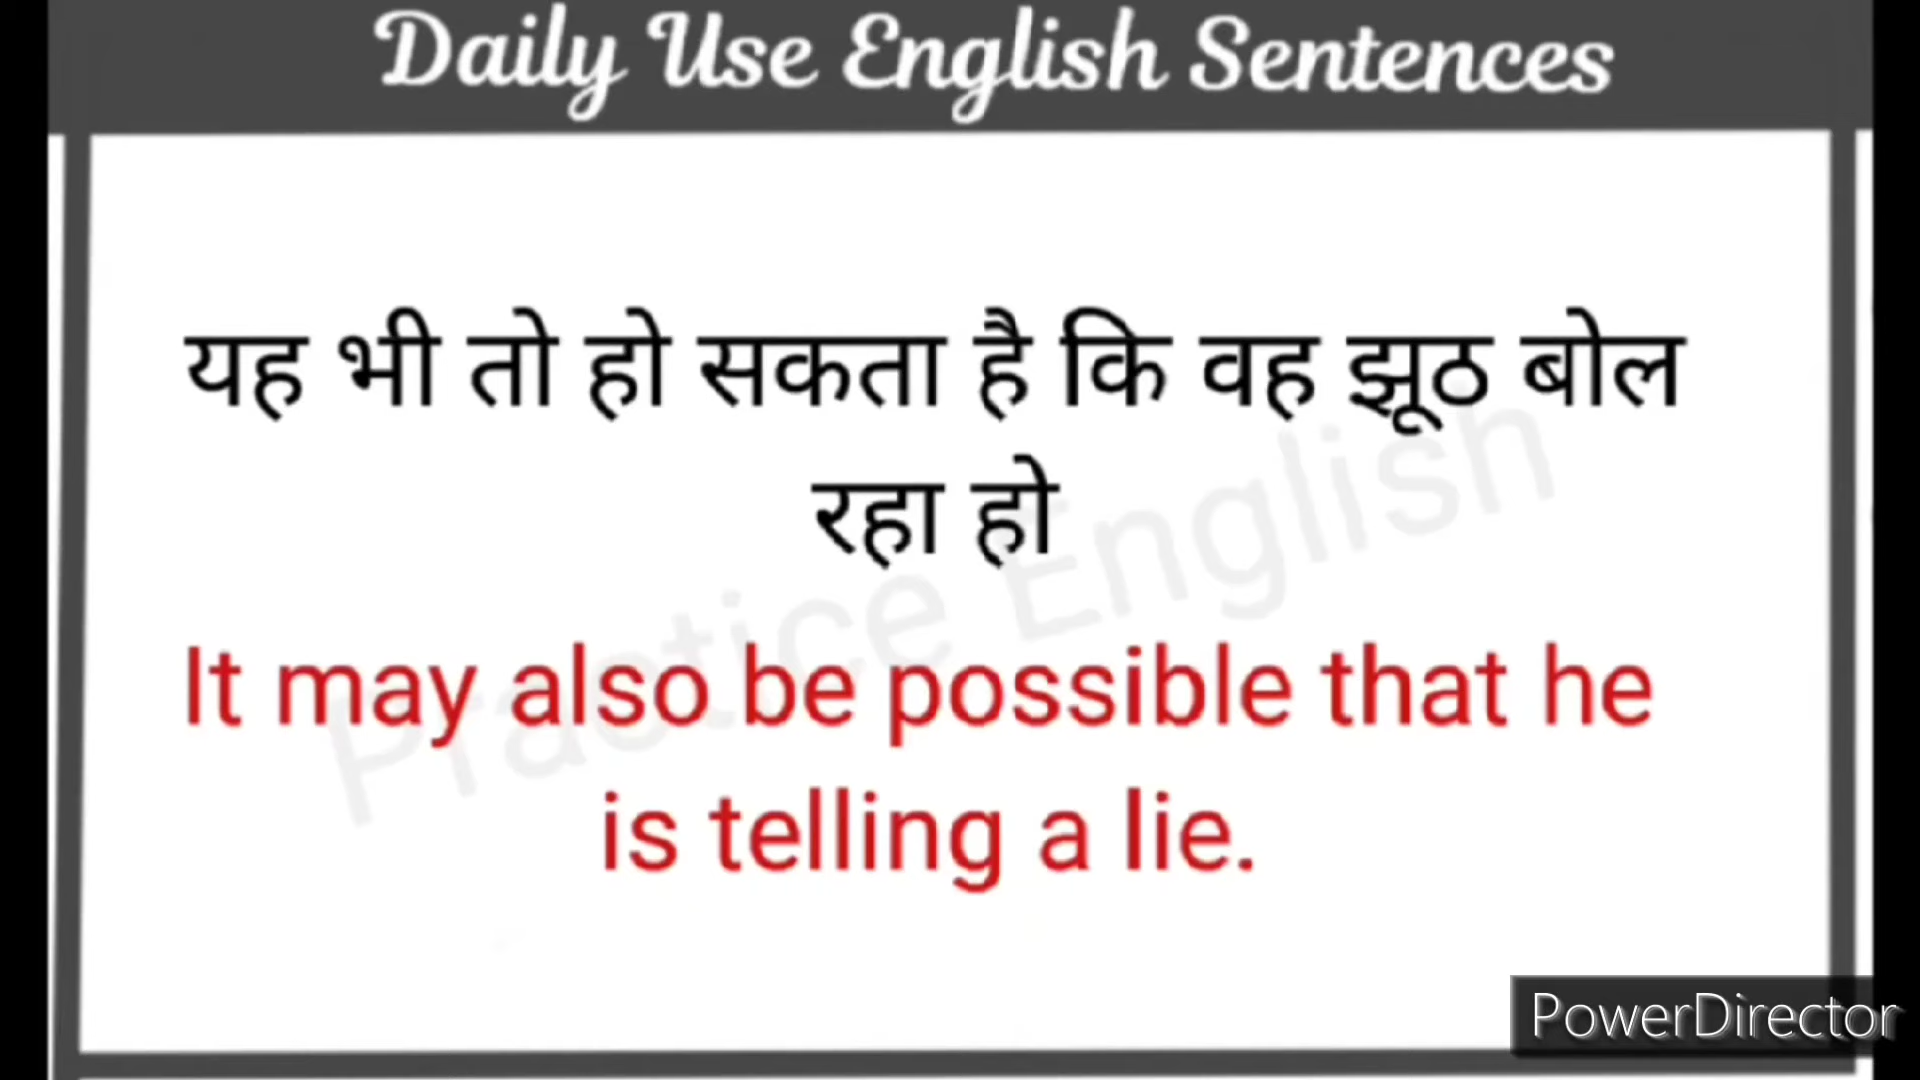 Daily Use English Sentences
यह भी तो हो सकता है कि वह झूठ बोल
रहा हो
Practice English
It may also be possible that he
is telling a lie.
PowerDirector